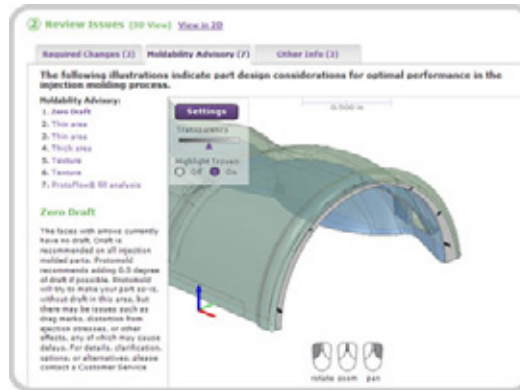 2 Review Issues [3D View] View in 2D
Required Changes (3) Moldability Advisory (7) Other Info (3)
The following illustrations indicate part design considerations for optimal performance in the
injection molding process.
Moldability Advisory:
1. Zero Draft
2. Thin area
3. Thin area
4. Thick area
5. Texture
6. Texture
7. ProtoFlow® fill analysis
Settings
Transparency
Highlight Trouble:
Off On
0.500 in
Zero Draft
The faces with arrows currently
have no draft. Draft is
recommended on all injection
molded parts. Protomold
recommends adding 0.5 degree
of draft if possible. Protomold
will try to make your part as-is,
without draft in this area, but
there may be issues such as
drag marks, distortion from
ejection stresses, or other
effects, any of which may cause
delays. For details, clarification,
options, or alternatives, please
contact a Customer Service
rotate zoom pan